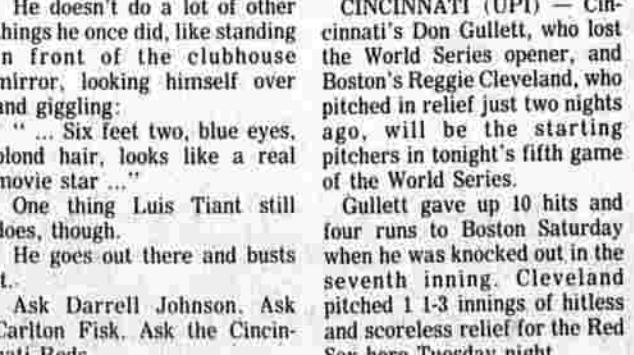 He doesn't do a lot of other
things he once did, like standing
in front of the clubhouse
mirror, looking himself over
and giggling:
" ... Six feet two, blue eyes,
blond hair, looks like a real
movie star ..."
One thing Luis Tiant still
does, though.
He goes out there and busts
it.
Ask Darrell Johnson. Ask
Carlton Fisk. Ask the Cincin-
nati Reds
CINCINNATI (UPI) — Cin-
cinnati's Don Gullett, who lost
the World Series opener, and
Boston's Reggie Cleveland, who
pitched in relief just two nights
ago, will be the starting
pitchers in tonight's fifth game
of the World Series.
Gullett gave up 10 hits and
four runs to Boston Saturday
when he was knocked out in the
seventh inning. Cleveland
pitched 1 1-3 innings of hitless
and scoreless relief for the Red
Sox here Tuesday night